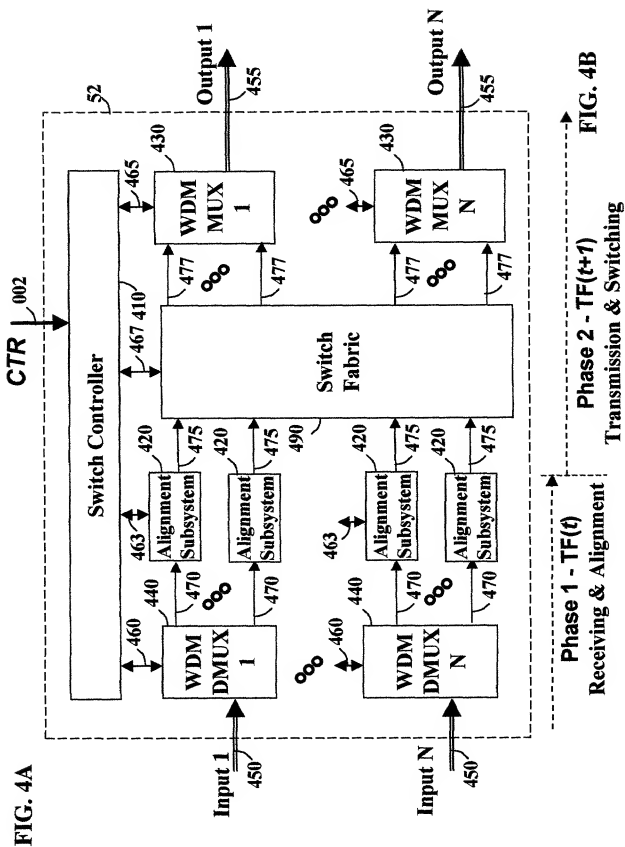 FIG. 4A
CTR
002
52
Switch Controller
410
460
463
467
465
Input 1
450
WDM
DMUX
1
440
470
470
Alignment
Subsystem
420
475
Alignment
Subsystem
420
475
Switch
Fabric
490
477
477
WDM
MUX
1
430
Output 1
455
Input N
450
WDM
DMUX
N
440
460
470
470
463
Alignment
Subsystem
420
475
Alignment
Subsystem
420
475
477
477
465
WDM
MUX
N
430
Output N
455
Phase 1 - TF(t)
Receiving & Alignment
Phase 2 - TF(t+1)
Transmission & Switching
FIG. 4B